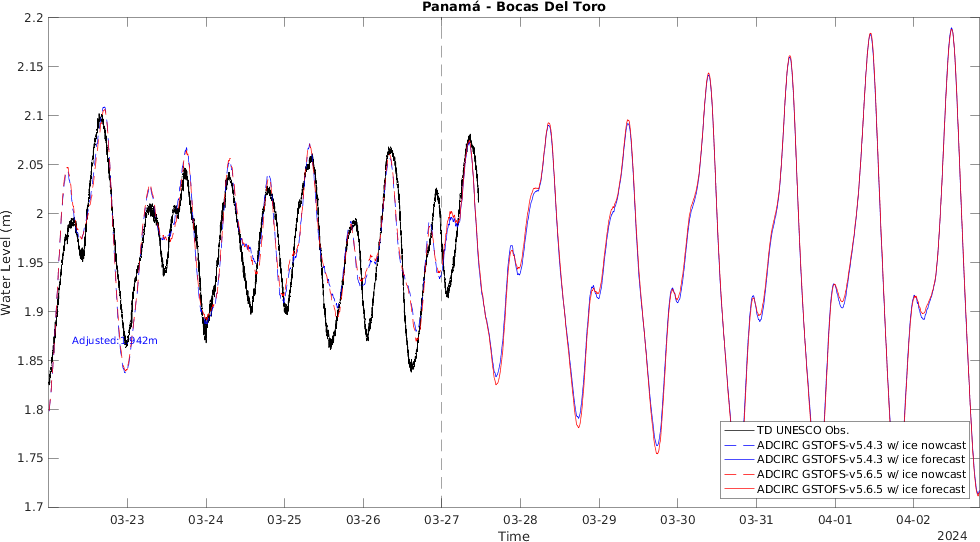 Panamá - Bocas Del Toro
2.2
2.15
2.1
2.05
2
1.95
1.9
1.85
1.8
1.75
1.7
Water Level (m)
Adjusted:1.942m
TD UNESCO Obs.
ADCIRC GSTOFS-v5.4.3 w/ ice nowcast
ADCIRC GSTOFS-v5.4.3 w/ ice forecast
ADCIRC GSTOFS-v5.6.5 w/ ice nowcast
ADCIRC GSTOFS-v5.6.5 w/ ice forecast
03-23 03-24 03-25 03-26 03-27 03-28 03-29 03-30 03-31 04-01 04-02
Time
2024